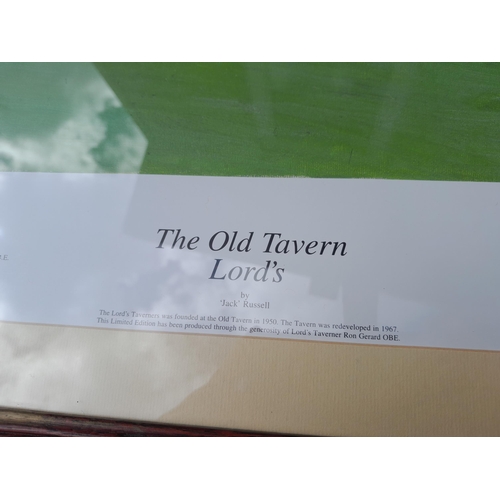 The Old Tavern
Lord's
by
'Jack' Russell
The Lord's Taverners was founded at the Old Tavern in 1950. The Tavern was redeveloped in 1967.
This Limited Edition has been produced through the generosity of Lord's Taverner Ron Gerard OBE.